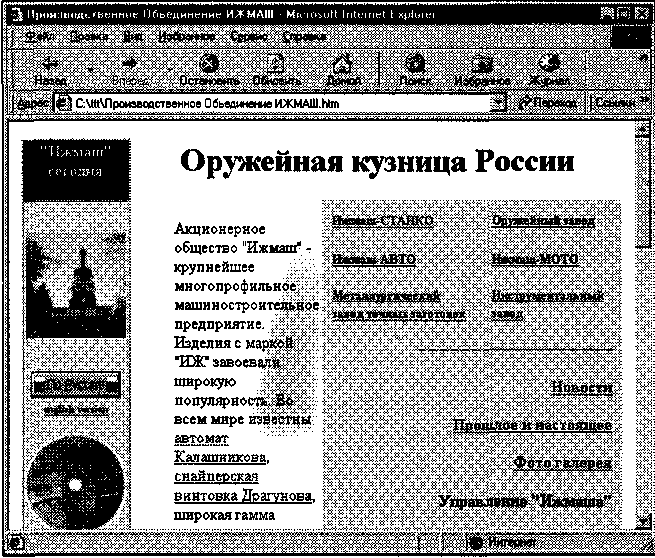 Производственное Объединение ИЖМАШ - Microsoft Internet Explorer
Файл Правка Вид Избранное Сервис Справка
Назад Вперед Остановить Обновить Домой Поиск Избранное Журнал
Адрес C:\ttt\Производственное Объединение ИЖМАШ.htm Переход Ссылки
"Ижмаш"
сегодня
Оружейная кузница России
Акционерное
общество "Ижмаш" -
крупнейшее
многопрофильное
машиностроительное
предприятие.
Изделия с маркой
"ИЖ" завоевали
широкую
популярность. Во
всем мире известны
автомат
Калашникова,
снайперская
винтовка Драгунова,
широкая гамма
Ижмаш-СТАНКО Оружейный завод
Ижмаш-АВТО Ижмаш-МОТО
Металлургический Инструментальный
завод точных заготовок завод
Новости
Прошлое и настоящее
Фото галерея
Управление "Ижмаша"
english version
Интернет